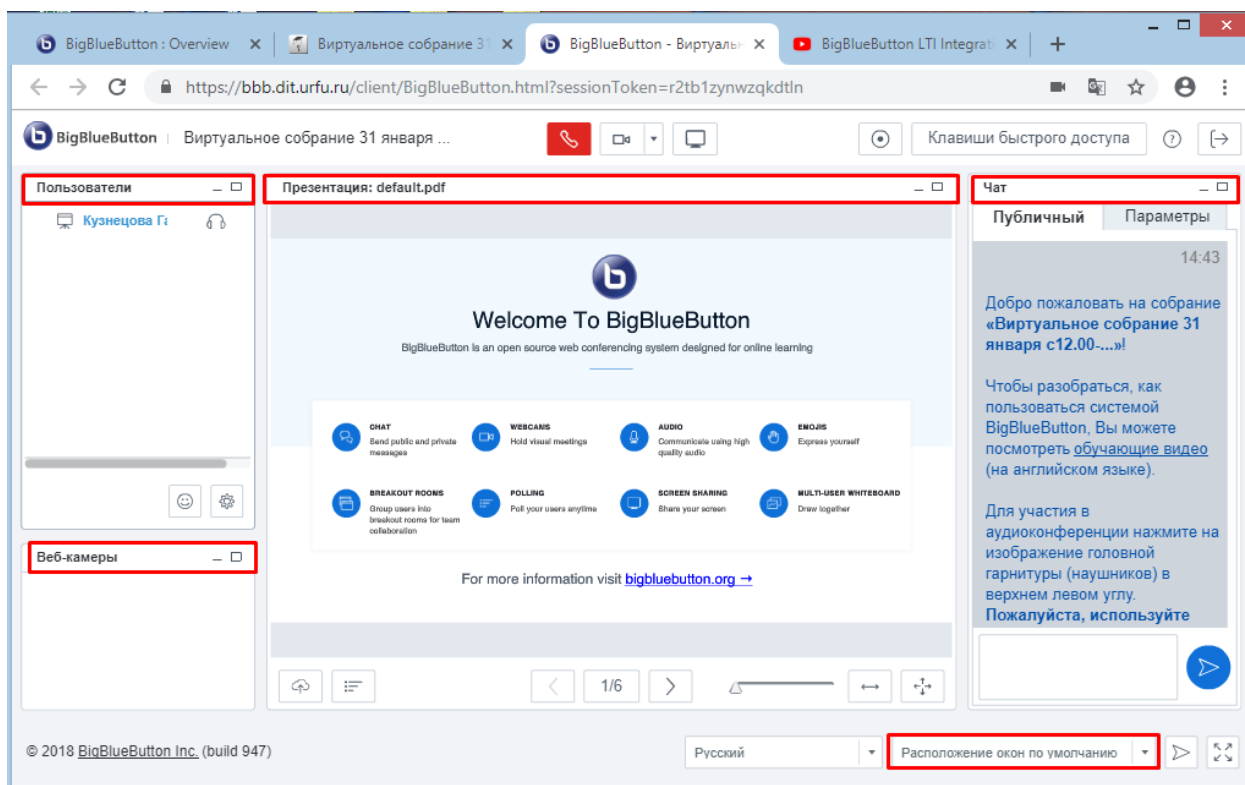 BigBlueButton : Overview
Виртуальное собрание 31
BigBlueButton - Виртуаль
BigBlueButton LTI Integrat
https://bbb.dit.urfu.ru/client/BigBlueButton.html?sessionToken=r2tb1zynwzqkdtln
BigBlueButton
Виртуальное собрание 31 января ...
Клавиши быстрого доступа
Пользователи
Кузнецова Га
Веб-камеры
Презентация: default.pdf
Welcome To BigBlueButton
BigBlueButton is an open source web conferencing system designed for online learning
CHAT
Send public and private
messages
WEBCAMS
Hold visual meetings
AUDIO
Communicate using high
quality audio
EMOJIS
Express yourself
BREAKOUT ROOMS
Group users into
breakout rooms for team
collaboration
POLLING
Poll your users anytime
SCREEN SHARING
Share your screen
MULTI-USER WHITEBOARD
Draw together
For more information visit bigbluebutton.org →
1/6
Чат
Публичный
Параметры
14:43
Добро пожаловать на собрание
«Виртуальное собрание 31
января с12.00-...»!
Чтобы разобраться, как
пользоваться системой
BigBlueButton, Вы можете
посмотреть обучающие видео
(на английском языке).
Для участия в
аудиоконференции нажмите на
изображение головной
гарнитуры (наушников) в
верхнем левом углу.
Пожалуйста, используйте
© 2018 BigBlueButton Inc. (build 947)
Русский
Расположение окон по умолчанию